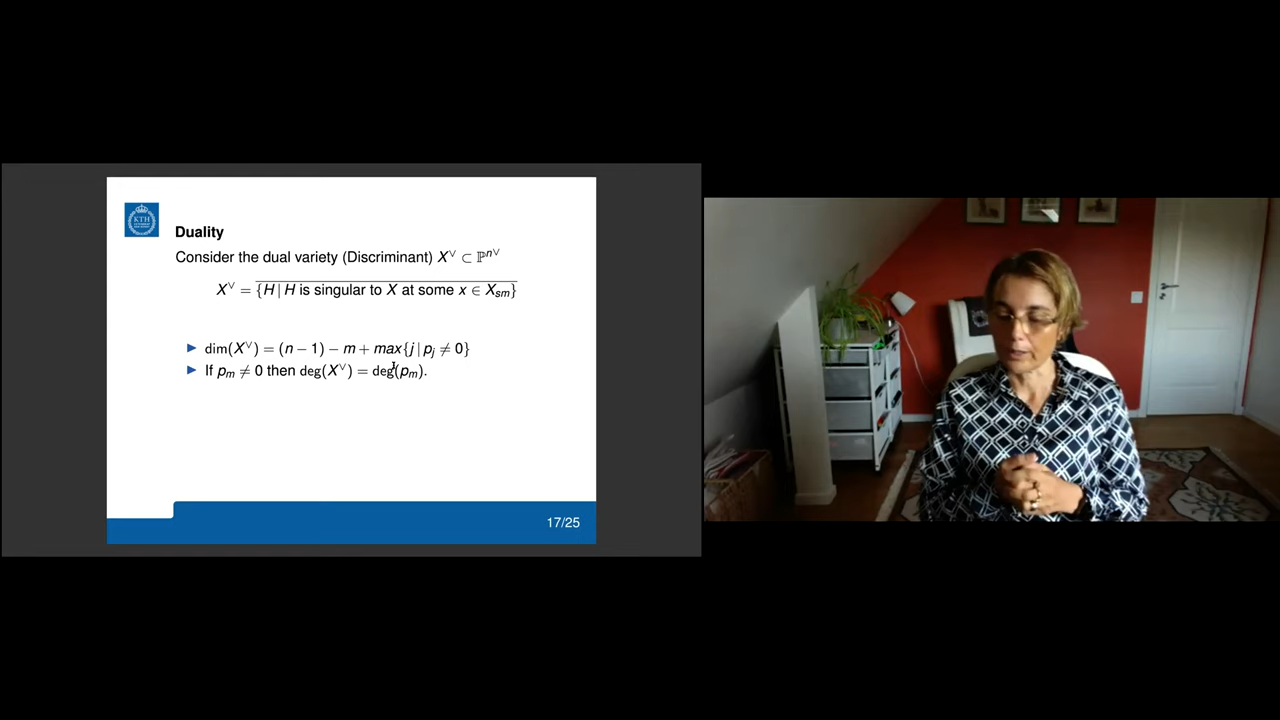 KTH
Duality
Consider the dual variety (Discriminant) X^∨ ⊂ ℙ^{n∨}
X^∨ = \overline{{H | H is singular to X at some x ∈ X_{sm}}}
▶ dim(X^∨) = (n − 1) − m + max{j | p_j ≠ 0}
▶ If p_m ≠ 0 then deg(X^∨) = deg(p_m).
17/25